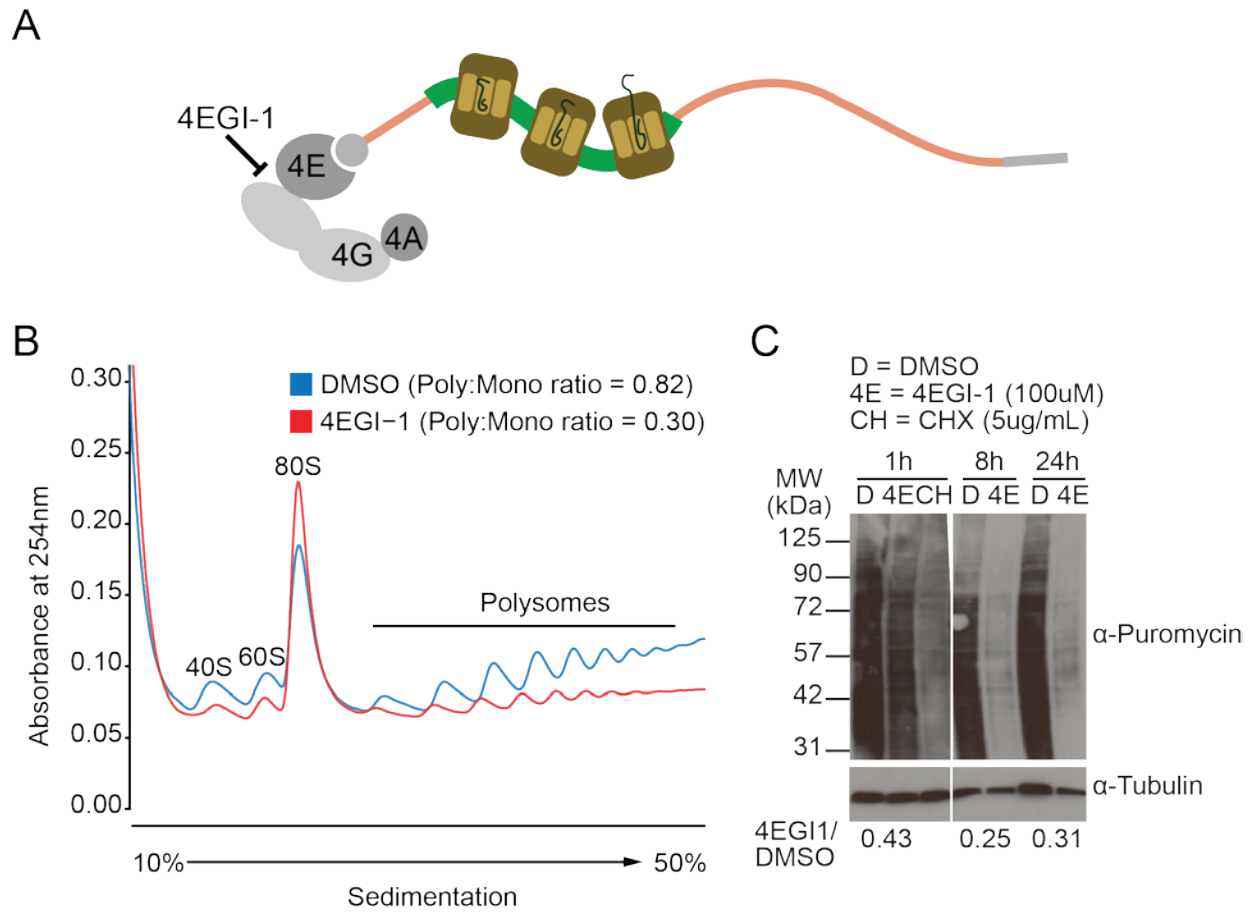 A
4EGI-1
4E
4G
4A
B
0.30
0.25
0.20
0.15
0.10
0.05
0.00
Absorbance at 254nm
DMSO (Poly:Mono ratio = 0.82)
4EGI−1 (Poly:Mono ratio = 0.30)
80S
40S
60S
Polysomes
10%
50%
Sedimentation
C
D = DMSO
4E = 4EGI-1 (100uM)
CH = CHX (5ug/mL)
1h 8h 24h
MW
(kDa)
D 4E CH D 4E D 4E
125
90
72
57
42
31
α-Puromycin
α-Tubulin
4EGI1/
DMSO
0.43 0.25 0.31